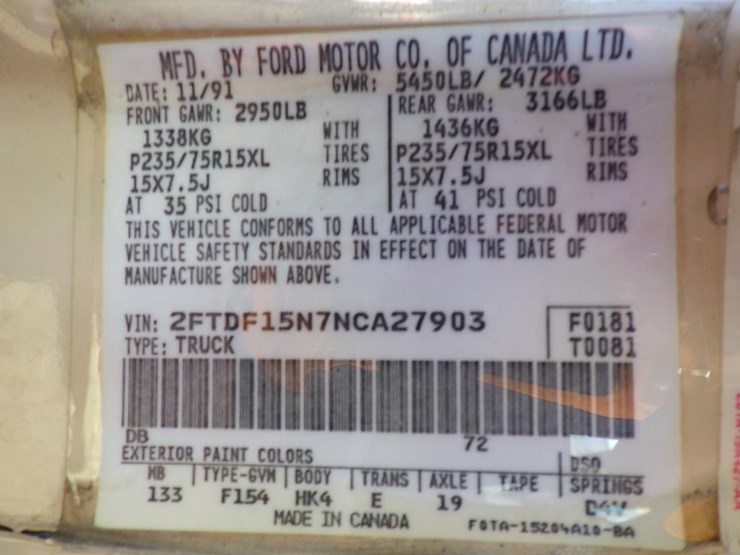 MFD. BY FORD MOTOR CO. OF CANADA LTD.
DATE: 11/91 GVWR: 5450LB/ 2472KG
FRONT GAWR: 2950LB REAR GAWR: 3166LB
1338KG WITH 1436KG WITH
P235/75R15XL TIRES P235/75R15XL TIRES
15X7.5J RIMS 15X7.5J RIMS
AT 35 PSI COLD AT 41 PSI COLD
THIS VEHICLE CONFORMS TO ALL APPLICABLE FEDERAL MOTOR
VEHICLE SAFETY STANDARDS IN EFFECT ON THE DATE OF
MANUFACTURE SHOWN ABOVE.
VIN: 2FTDF15N7NCA27903 F0181
TYPE: TRUCK T0081
DB 72
EXTERIOR PAINT COLORS DSO
WB TYPE-GVW BODY TRANS AXLE TAPE SPRINGS
133 F154 HK4 E 19
MADE IN CANADA F0TA-15204A10-BA